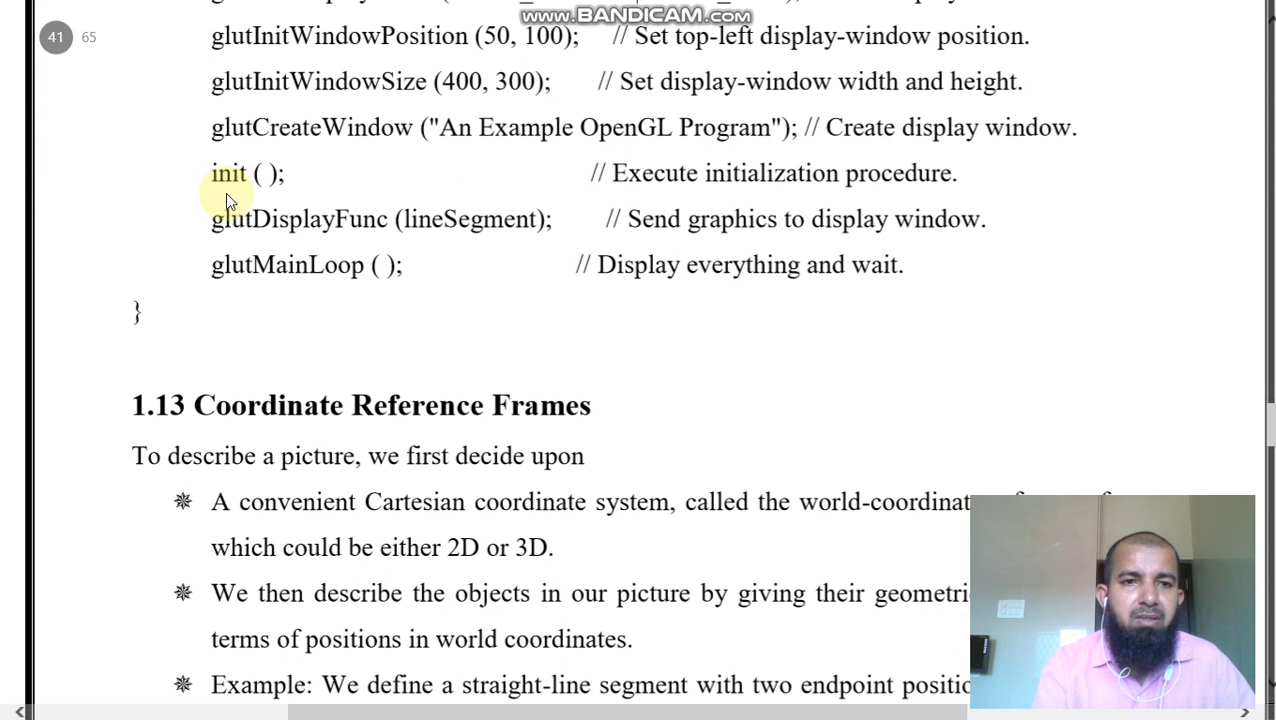 www.BANDICAM.com
41 65
glutInitWindowPosition (50, 100); // Set top-left display-window position.
glutInitWindowSize (400, 300); // Set display-window width and height.
glutCreateWindow ("An Example OpenGL Program"); // Create display window.
init ( ); // Execute initialization procedure.
glutDisplayFunc (lineSegment); // Send graphics to display window.
glutMainLoop ( ); // Display everything and wait.
}
1.13 Coordinate Reference Frames
To describe a picture, we first decide upon
✵ A convenient Cartesian coordinate system, called the
which could be either 2D or 3D.
✵ We then describe the objects in our picture by giving their
terms of positions in world coordinates.
✵ Example: We define a straight-line segment with two endpoint